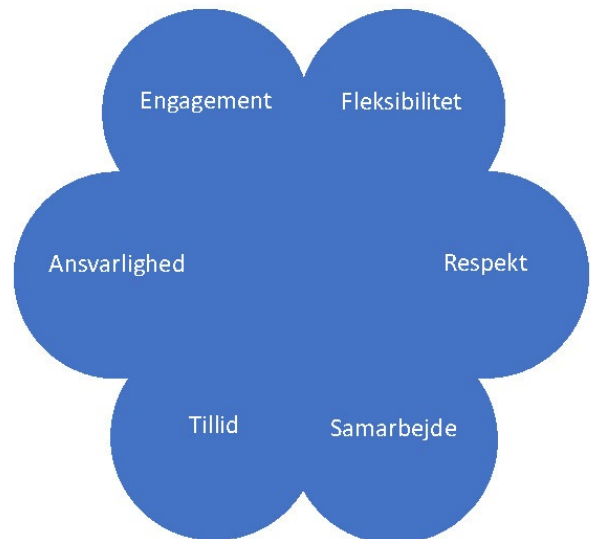 Engagement
Fleksibilitet
Ansvarlighed
Respekt
Tillid
Samarbejde